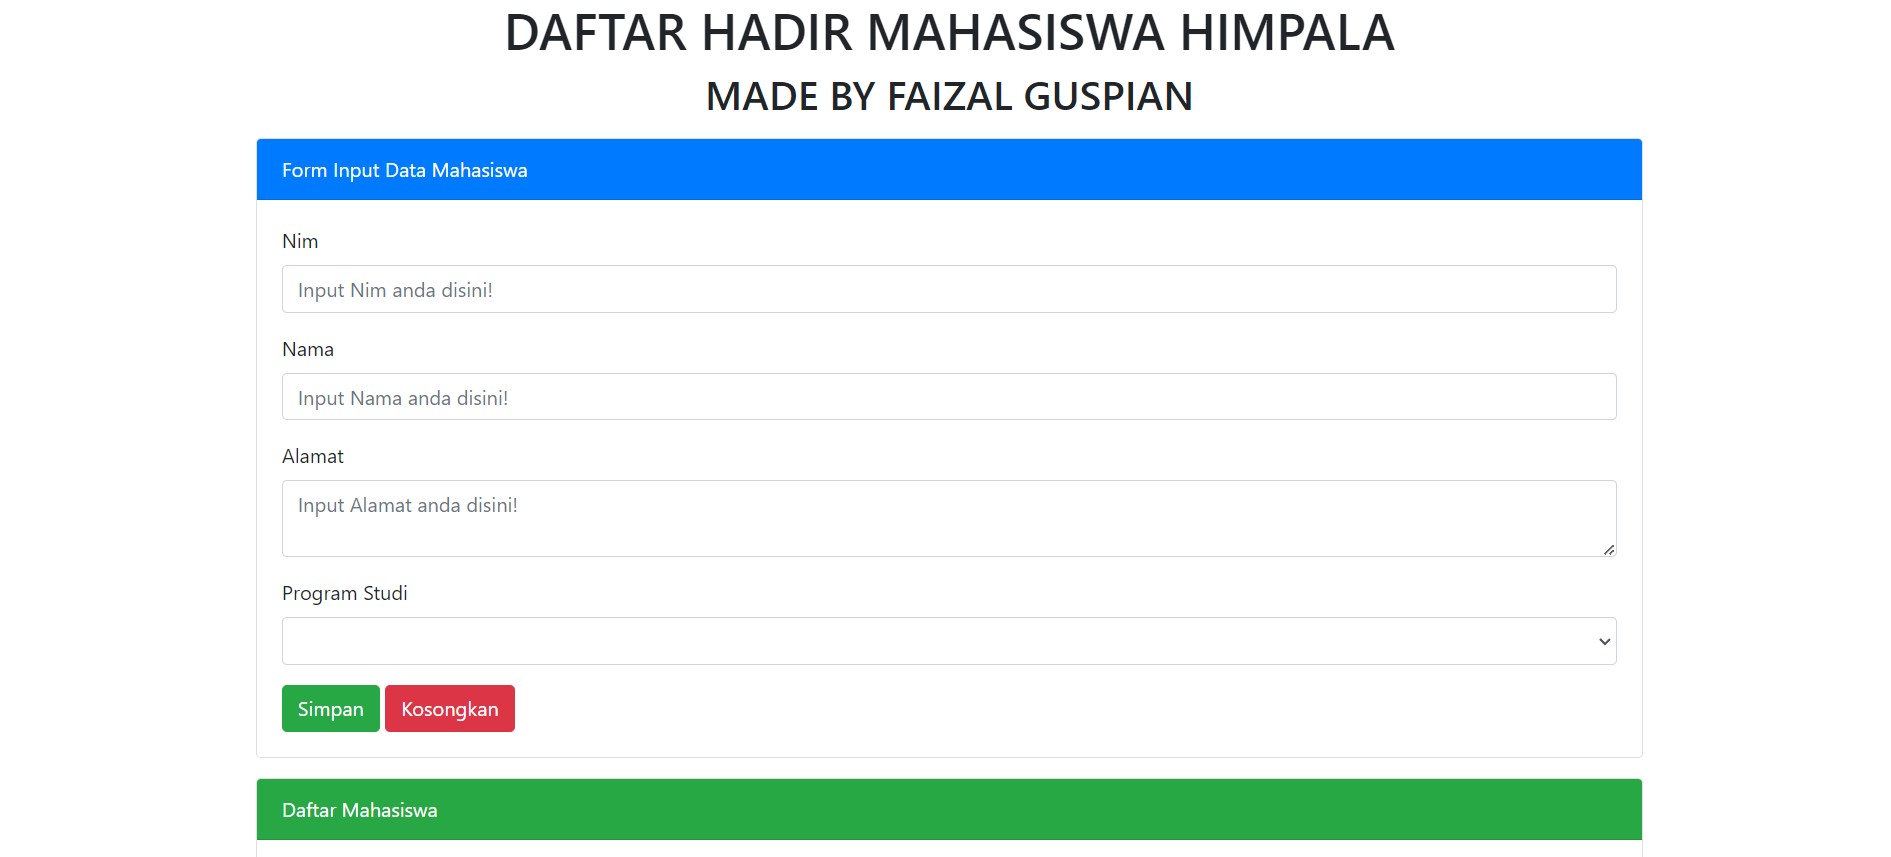 DAFTAR HADIR MAHASISWA HIMPALA
MADE BY FAIZAL GUSPIAN
Form Input Data Mahasiswa
Nim
Input Nim anda disini!
Nama
Input Nama anda disini!
Alamat
Input Alamat anda disini!
Program Studi
Simpan Kosongkan
Daftar Mahasiswa